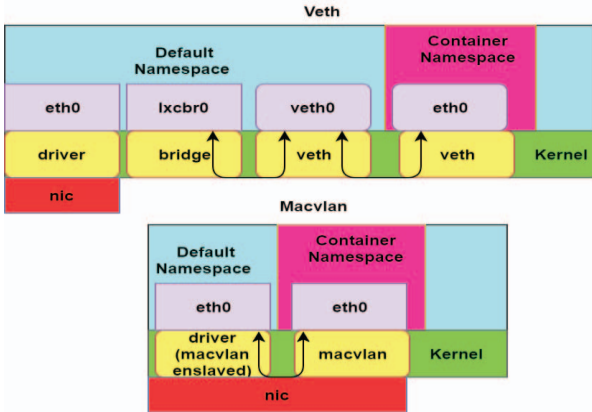 Veth
Default
Namespace
Container
Namespace
eth0
lxcbr0
veth0
eth0
driver
bridge
veth
veth
Kernel
nic
Macvlan
Default
Namespace
Container
Namespace
eth0
eth0
driver
(macvlan
enslaved)
macvlan
Kernel
nic